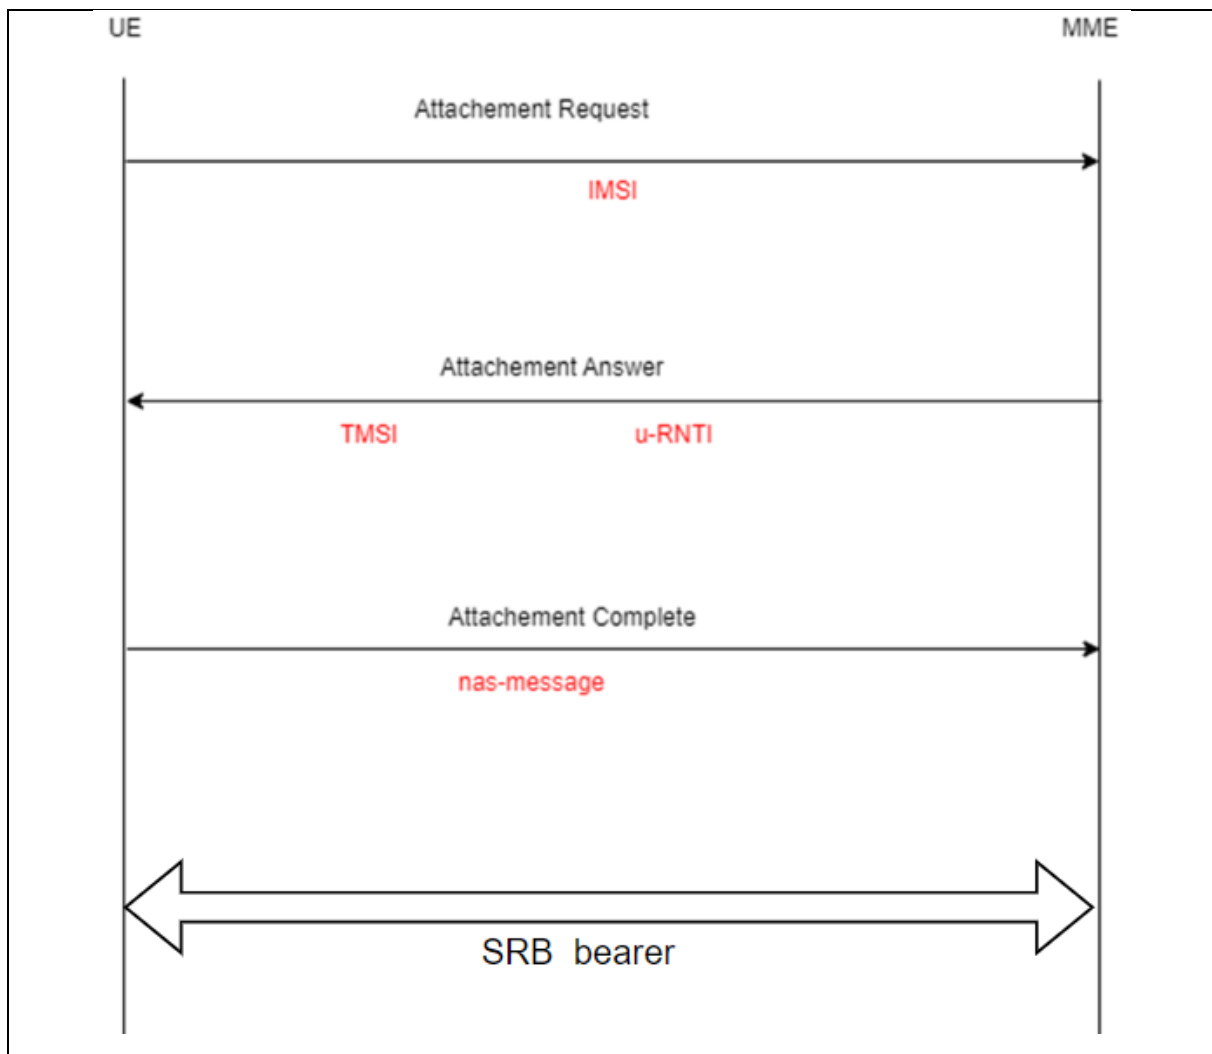 UE MME
Attachement Request
IMSI
Attachement Answer
TMSI u-RNTI
Attachement Complete
nas-message
SRB bearer